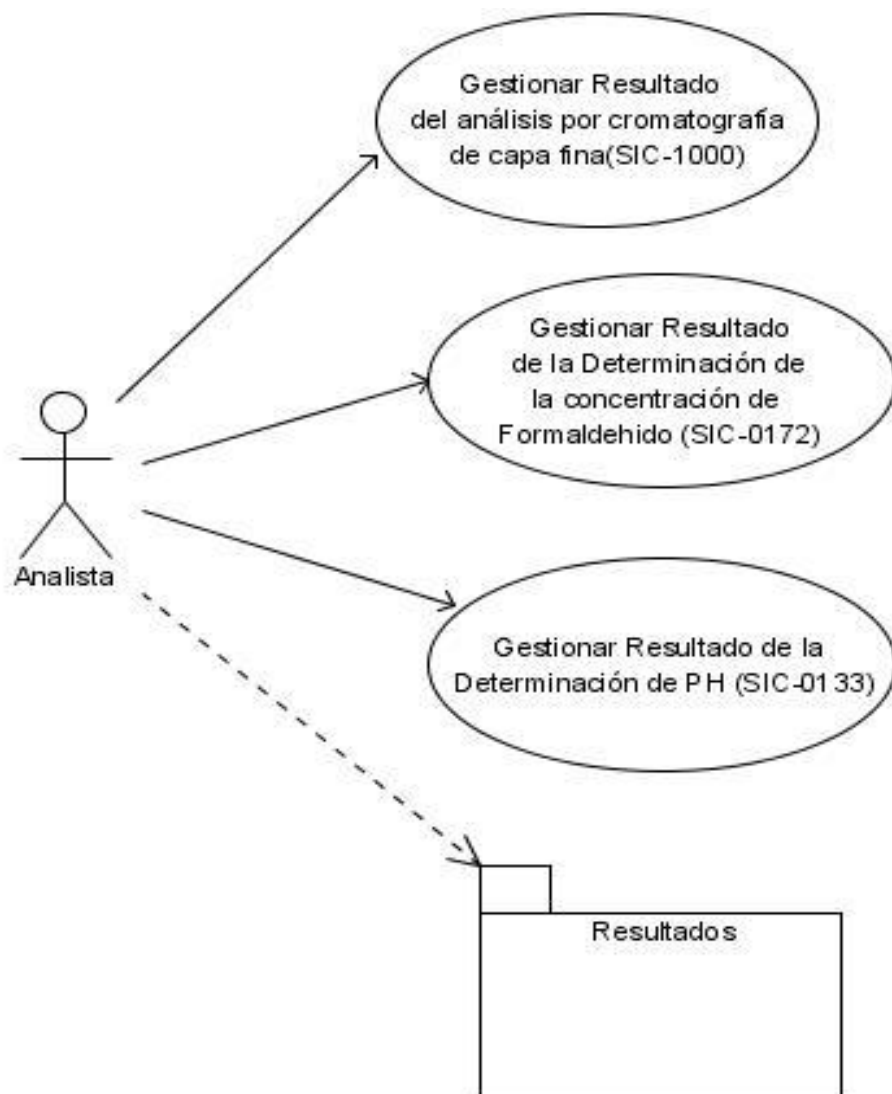 Gestionar Resultado
del análisis por cromatografía
de capa fina(SIC-1000)
Gestionar Resultado
de la Determinación de
la concentración de
Formaldehido (SIC-0172)
Analista
Gestionar Resultado de la
Determinación de PH (SIC-0133)
Resultados